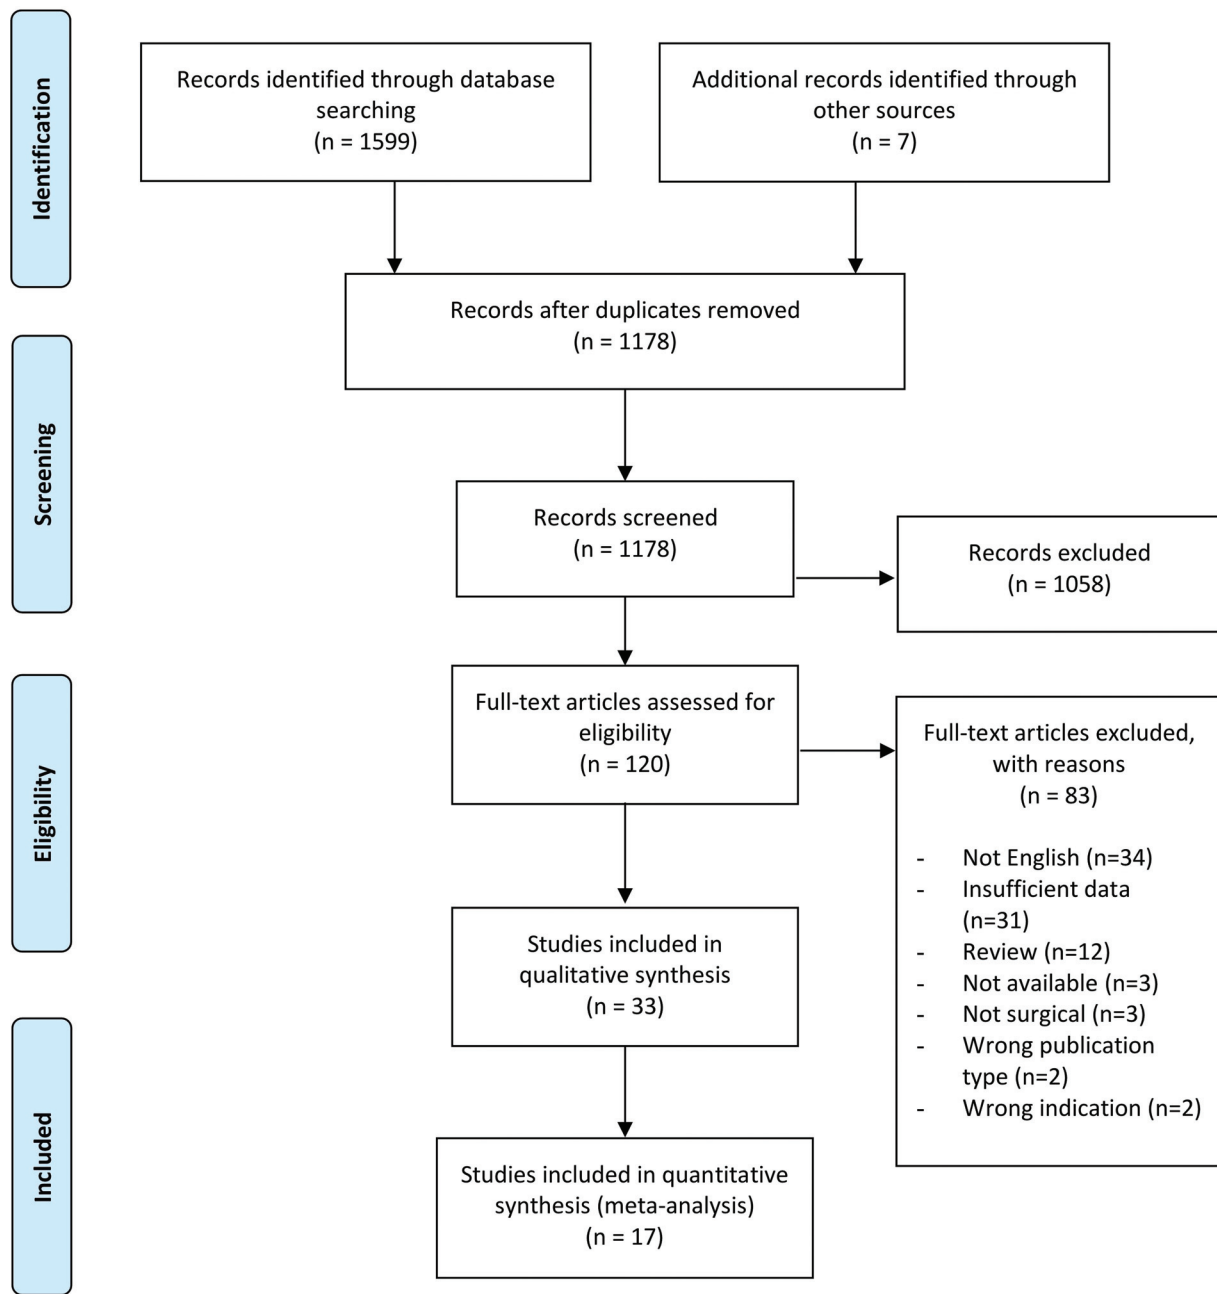 Identification
Records identified through database
searching
(n = 1599)
Additional records identified through
other sources
(n = 7)
Records after duplicates removed
(n = 1178)
Screening
Records screened
(n = 1178)
Records excluded
(n = 1058)
Eligibility
Full-text articles assessed for
eligibility
(n = 120)
Full-text articles excluded,
with reasons
(n = 83)
- Not English (n=34)
- Insufficient data
(n=31)
- Review (n=12)
- Not available (n=3)
- Not surgical (n=3)
- Wrong publication
type (n=2)
- Wrong indication (n=2)
Studies included in
qualitative synthesis
(n = 33)
Included
Studies included in quantitative
synthesis (meta-analysis)
(n = 17)